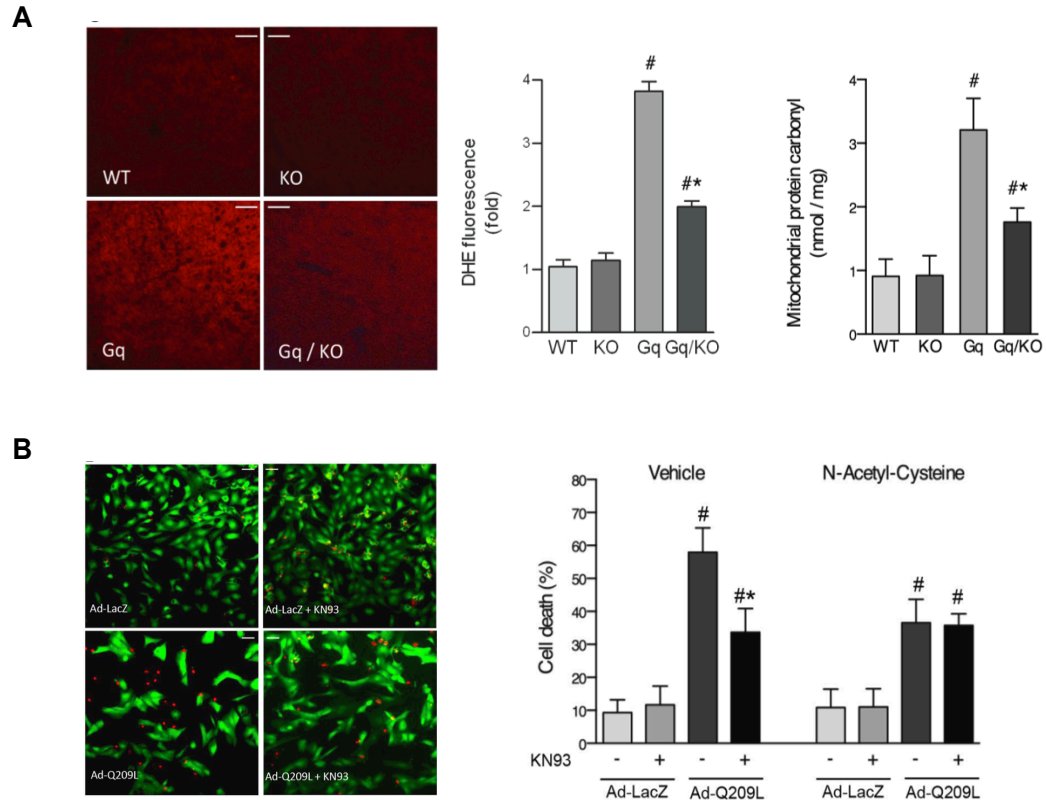 A
WT
KO
Gq
Gq / KO
DHE fluorescence
(fold)
4
3
2
1
0
#
#*
WT KO Gq Gq/KO
Mitochondrial protein carbonyl
(nmol / mg)
4
3
2
1
0
#
#*
WT KO Gq Gq/KO
B
Ad-LacZ
Ad-LacZ + KN93
Ad-Q209L
Ad-Q209L + KN93
Vehicle N-Acetyl-Cysteine
Cell death (%)
80
70
60
50
40
30
20
10
0
#
#*
# #
KN93 - + - + - + - +
Ad-LacZ Ad-Q209L Ad-LacZ Ad-Q209L